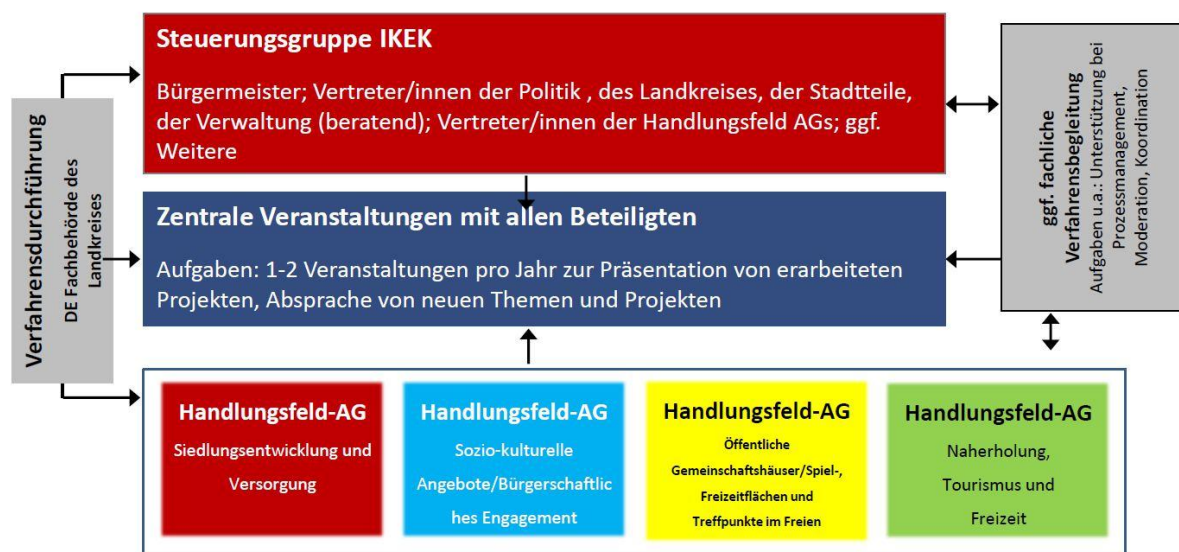 Verfahrensdurchführung
DE Fachbehörde des
Landkreises
Steuerungsgruppe IKEK
Bürgermeister; Vertreter/innen der Politik , des Landkreises, der Stadtteile,
der Verwaltung (beratend); Vertreter/innen der Handlungsfeld AGs; ggf.
Weitere
Zentrale Veranstaltungen mit allen Beteiligten
Aufgaben: 1-2 Veranstaltungen pro Jahr zur Präsentation von erarbeiteten
Projekten, Absprache von neuen Themen und Projekten
ggf. fachliche
Verfahrensbegleitung
Aufgaben u.a.: Unterstützung bei
Prozessmanagement,
Moderation, Koordination
Handlungsfeld-AG
Siedlungsentwicklung und
Versorgung
Handlungsfeld-AG
Sozio-kulturelle
Angebote/Bürgerschaftlic
hes Engagement
Handlungsfeld-AG
Öffentliche
Gemeinschaftshäuser/Spiel-,
Freizeitflächen und
Treffpunkte im Freien
Handlungsfeld-AG
Naherholung,
Tourismus und
Freizeit